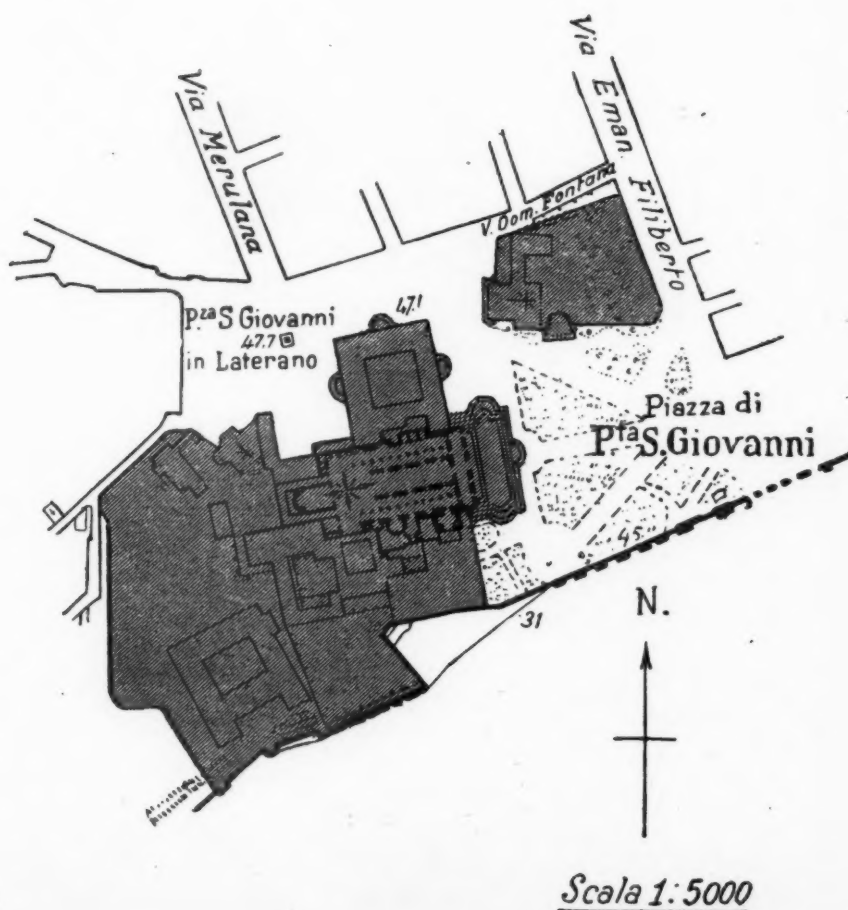 Via Merulana
Via Eman. Filiberto
V. Dom. Fontana
P.za S Giovanni
47.7
in Laterano
47.1
Piazza di
P.ta S. Giovanni
45
31
N.
Scala 1:5000